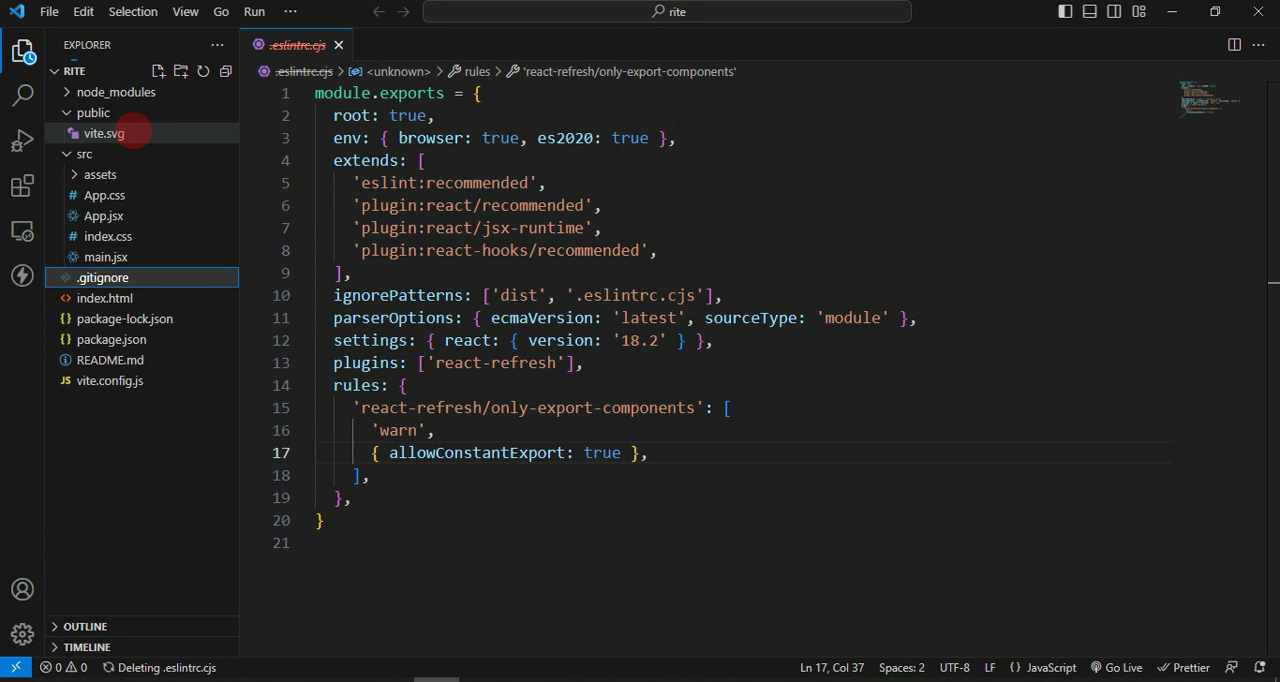 File Edit Selection View Go Run ··· rite
EXPLORER ···
RITE
node_modules
public
vite.svg
src
assets
# App.css
App.jsx
# index.css
main.jsx
.gitignore
<> index.html
{} package-lock.json
{} package.json
README.md
JS vite.config.js
OUTLINE
TIMELINE
.eslintrc.cjs
.eslintrc.cjs > <unknown> > rules > 'react-refresh/only-export-components'
1 module.exports = {
2 root: true,
3 env: { browser: true, es2020: true },
4 extends: [
5 'eslint:recommended',
6 'plugin:react/recommended',
7 'plugin:react/jsx-runtime',
8 'plugin:react-hooks/recommended',
9 ],
10 ignorePatterns: ['dist', '.eslintrc.cjs'],
11 parserOptions: { ecmaVersion: 'latest', sourceType: 'module' },
12 settings: { react: { version: '18.2' } },
13 plugins: ['react-refresh'],
14 rules: {
15 'react-refresh/only-export-components': [
16 'warn',
17 { allowConstantExport: true },
18 ],
19 },
20 }
21
0 0 Deleting .eslintrc.cjs Ln 17, Col 37 Spaces: 2 UTF-8 LF {} JavaScript Go Live Prettier